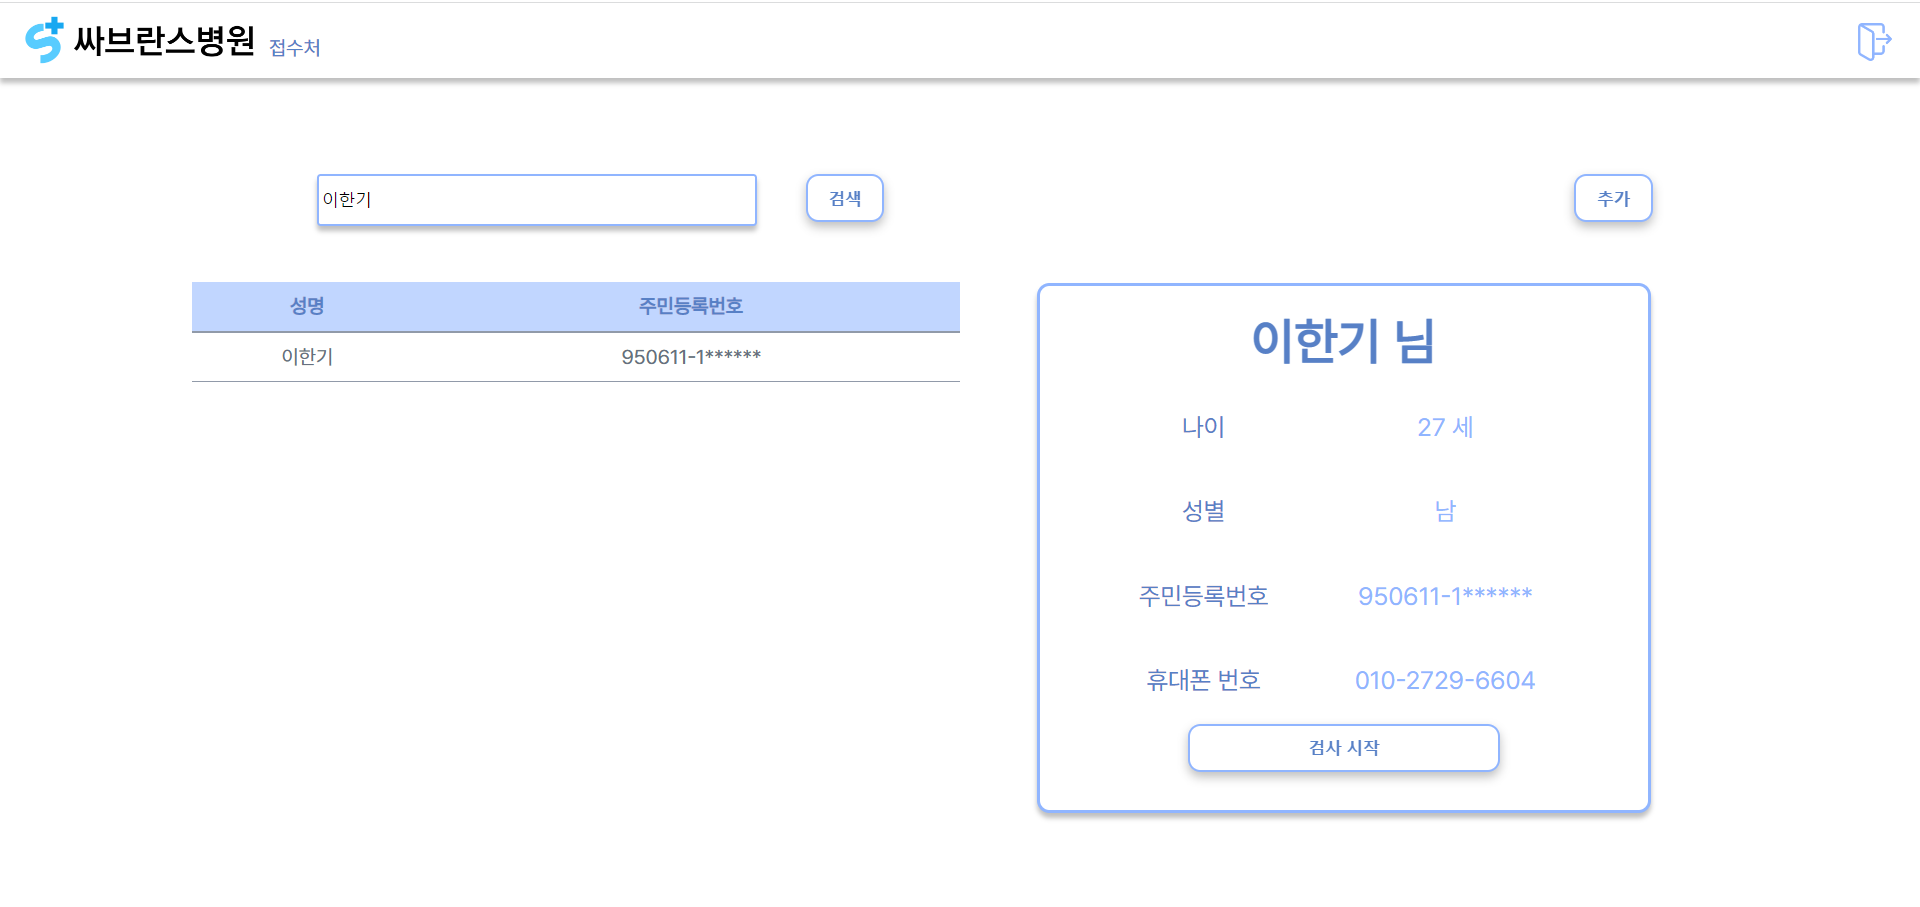 싸브란스병원 접수처
이한기 검색 추가
성명 주민등록번호
이한기 950611-1******
이한기 님
나이 27 세
성별 남
주민등록번호 950611-1******
휴대폰 번호 010-2729-6604
검사 시작